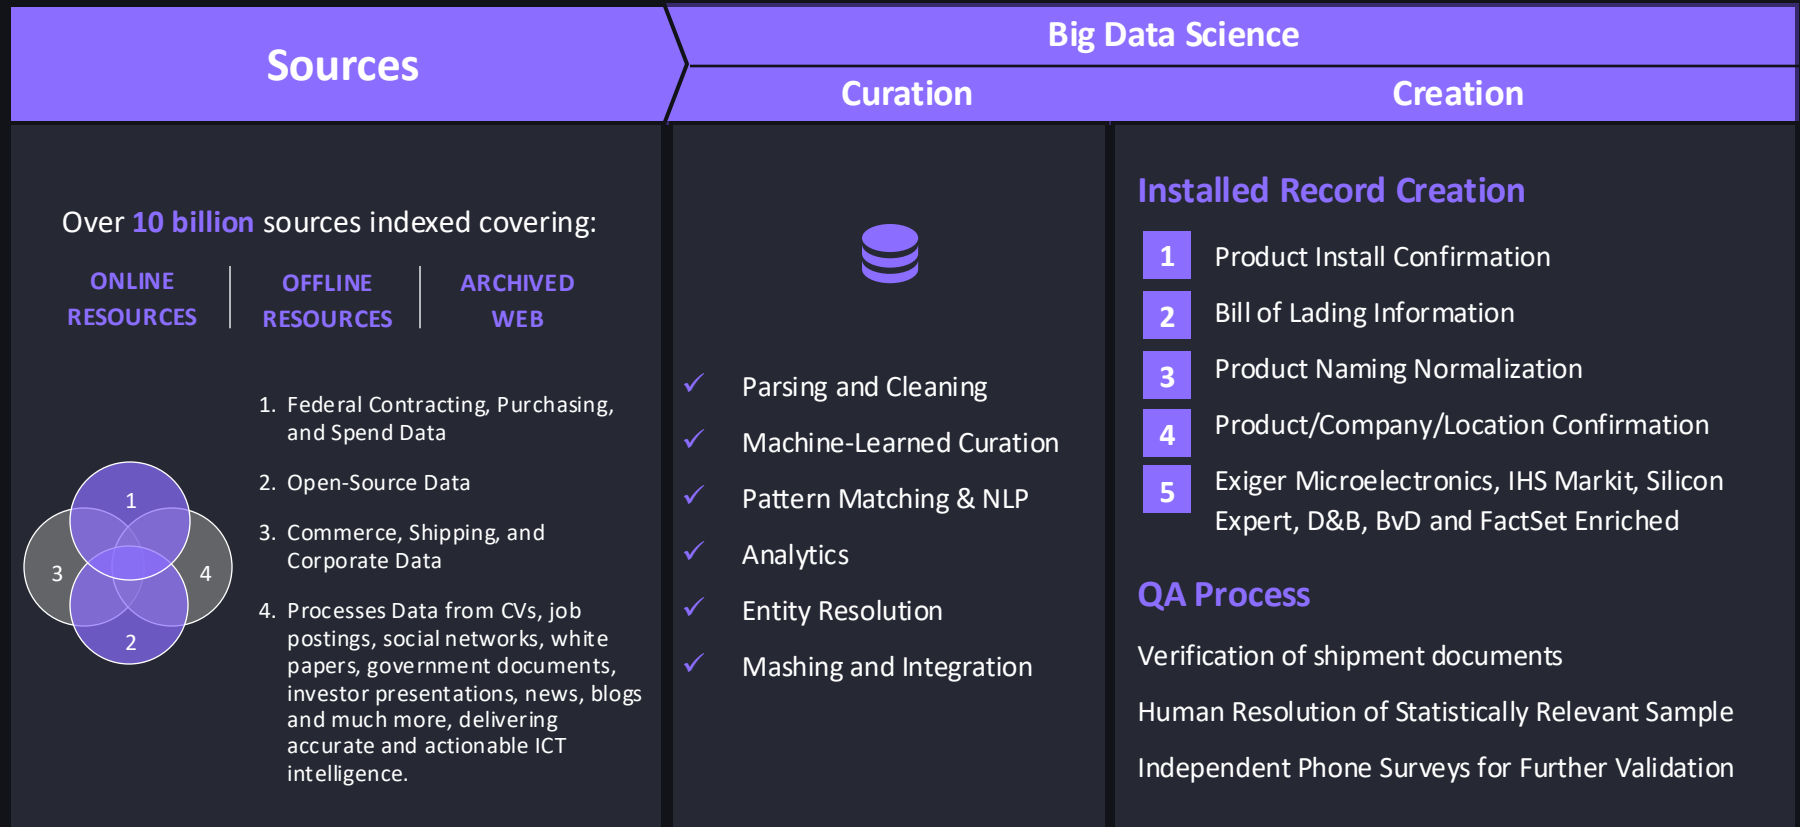 Sources
Big Data Science
Curation
Creation
Over 10 billion sources indexed covering:
ONLINE
RESOURCES
OFFLINE
RESOURCES
ARCHIVED
WEB
1
3
4
2
1. Federal Contracting, Purchasing,
and Spend Data
2. Open-Source Data
3. Commerce, Shipping, and
Corporate Data
4. Processes Data from CVs, job
postings, social networks, white
papers, government documents,
investor presentations, news, blogs
and much more, delivering
accurate and actionable ICT
intelligence.
✓ Parsing and Cleaning
✓ Machine-Learned Curation
✓ Pattern Matching & NLP
✓ Analytics
✓ Entity Resolution
✓ Mashing and Integration
Installed Record Creation
1 Product Install Confirmation
2 Bill of Lading Information
3 Product Naming Normalization
4 Product/Company/Location Confirmation
5 Exiger Microelectronics, IHS Markit, Silicon
Expert, D&B, BvD and FactSet Enriched
QA Process
Verification of shipment documents
Human Resolution of Statistically Relevant Sample
Independent Phone Surveys for Further Validation